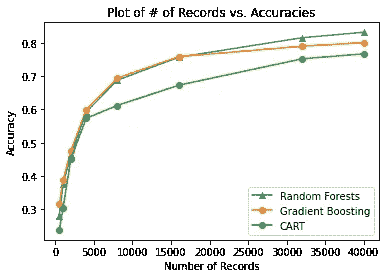 Plot of # of Records vs. Accuracies
Accuracy
0.8
0.7
0.6
0.5
0.4
0.3
0 5000 10000 15000 20000 25000 30000 35000 40000
Number of Records
Random Forests
Gradient Boosting
CART